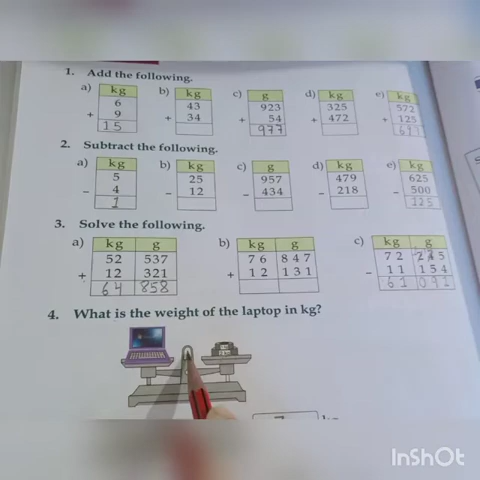 1. Add the following.
a) b) c) d) e)
kg kg g kg kg
6 43 923 325 572
+ 9 + 34 + 54 + 472 + 125
15 977 697
2. Subtract the following.
a) b) c) d) e)
kg kg g kg kg
5 25 957 479 625
- 4 - 12 - 434 - 218 - 500
1 125
3. Solve the following.
a) b) c)
kg g kg g kg g
52 537 76 847 72
+ 12 321 + 12 131 - 11 154
64 858 61 091
4. What is the weight of the laptop in kg?
InShOt